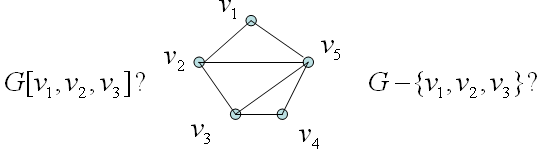 v₁
v₂
v₅
G[v₁,v₂,v₃]?
G−{v₁,v₂,v₃}?
v₃
v₄